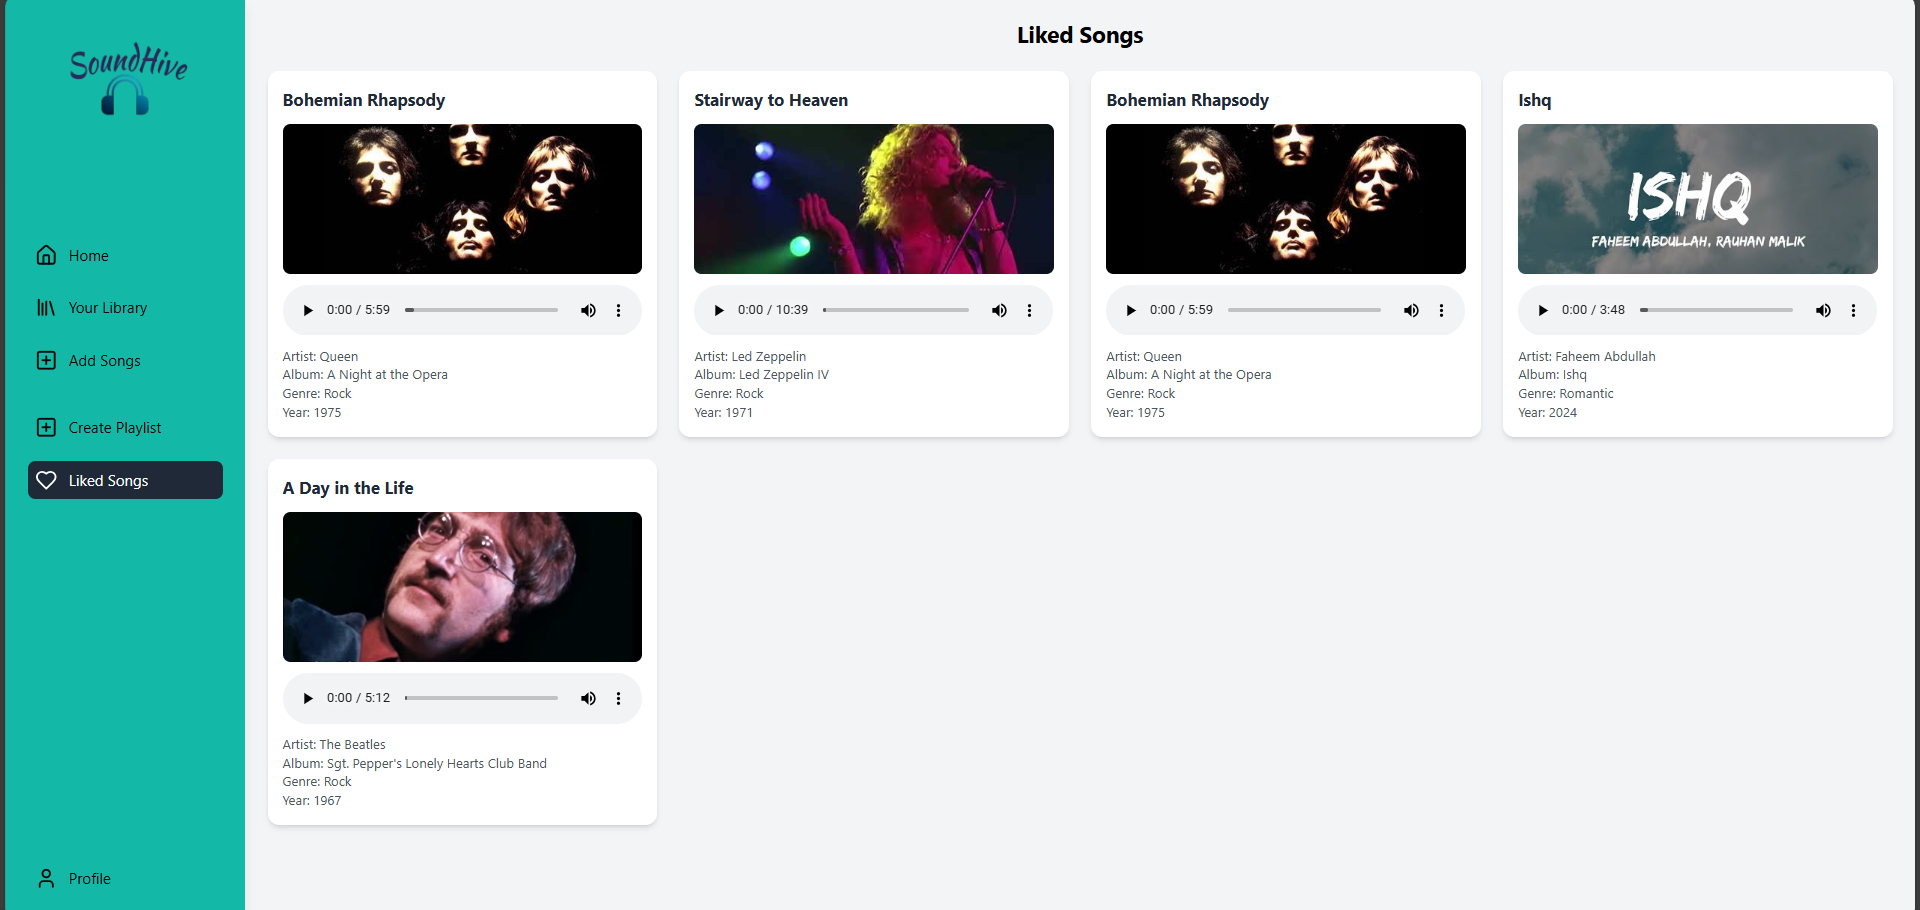 SoundHive
Home
Your Library
Add Songs
Create Playlist
Liked Songs
Profile
Liked Songs
Bohemian Rhapsody
0:00 / 5:59
Artist: Queen
Album: A Night at the Opera
Genre: Rock
Year: 1975
Stairway to Heaven
0:00 / 10:39
Artist: Led Zeppelin
Album: Led Zeppelin IV
Genre: Rock
Year: 1971
Bohemian Rhapsody
0:00 / 5:59
Artist: Queen
Album: A Night at the Opera
Genre: Rock
Year: 1975
Ishq
ISHQ
FAHEEM ABDULLAH, RAUHAN MALIK
0:00 / 3:48
Artist: Faheem Abdullah
Album: Ishq
Genre: Romantic
Year: 2024
A Day in the Life
0:00 / 5:12
Artist: The Beatles
Album: Sgt. Pepper's Lonely Hearts Club Band
Genre: Rock
Year: 1967